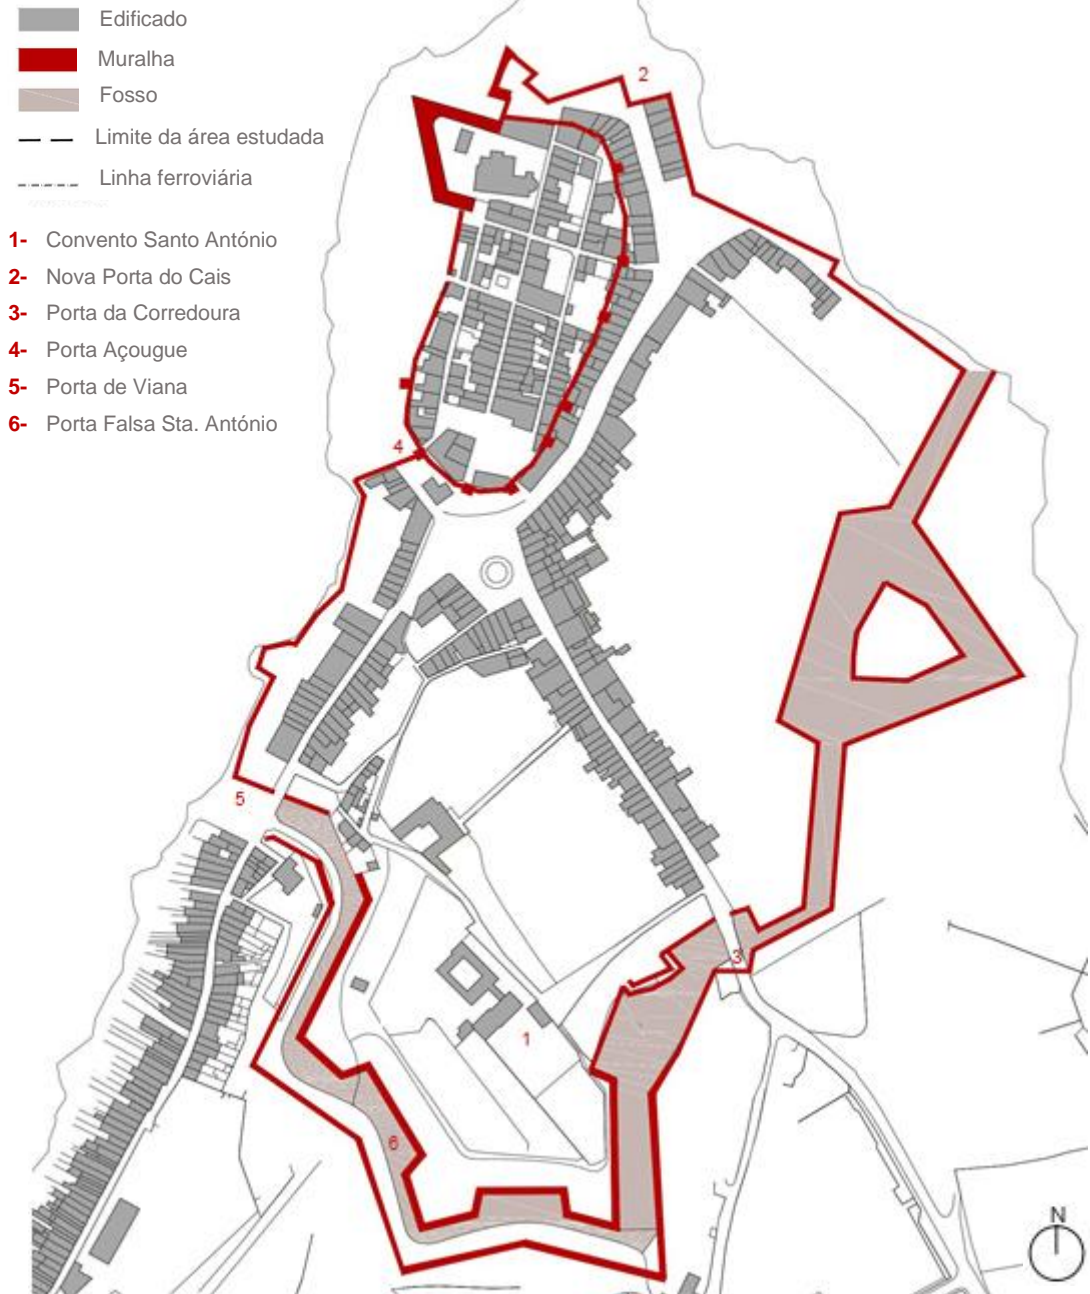 Edificado
Muralha
Fosso
Limite da área estudada
Linha ferroviária
1- Convento Santo António
2- Nova Porta do Cais
3- Porta da Corredoura
4- Porta Açougue
5- Porta de Viana
6- Porta Falsa Sta. António
2
4
5
3
1
6
N